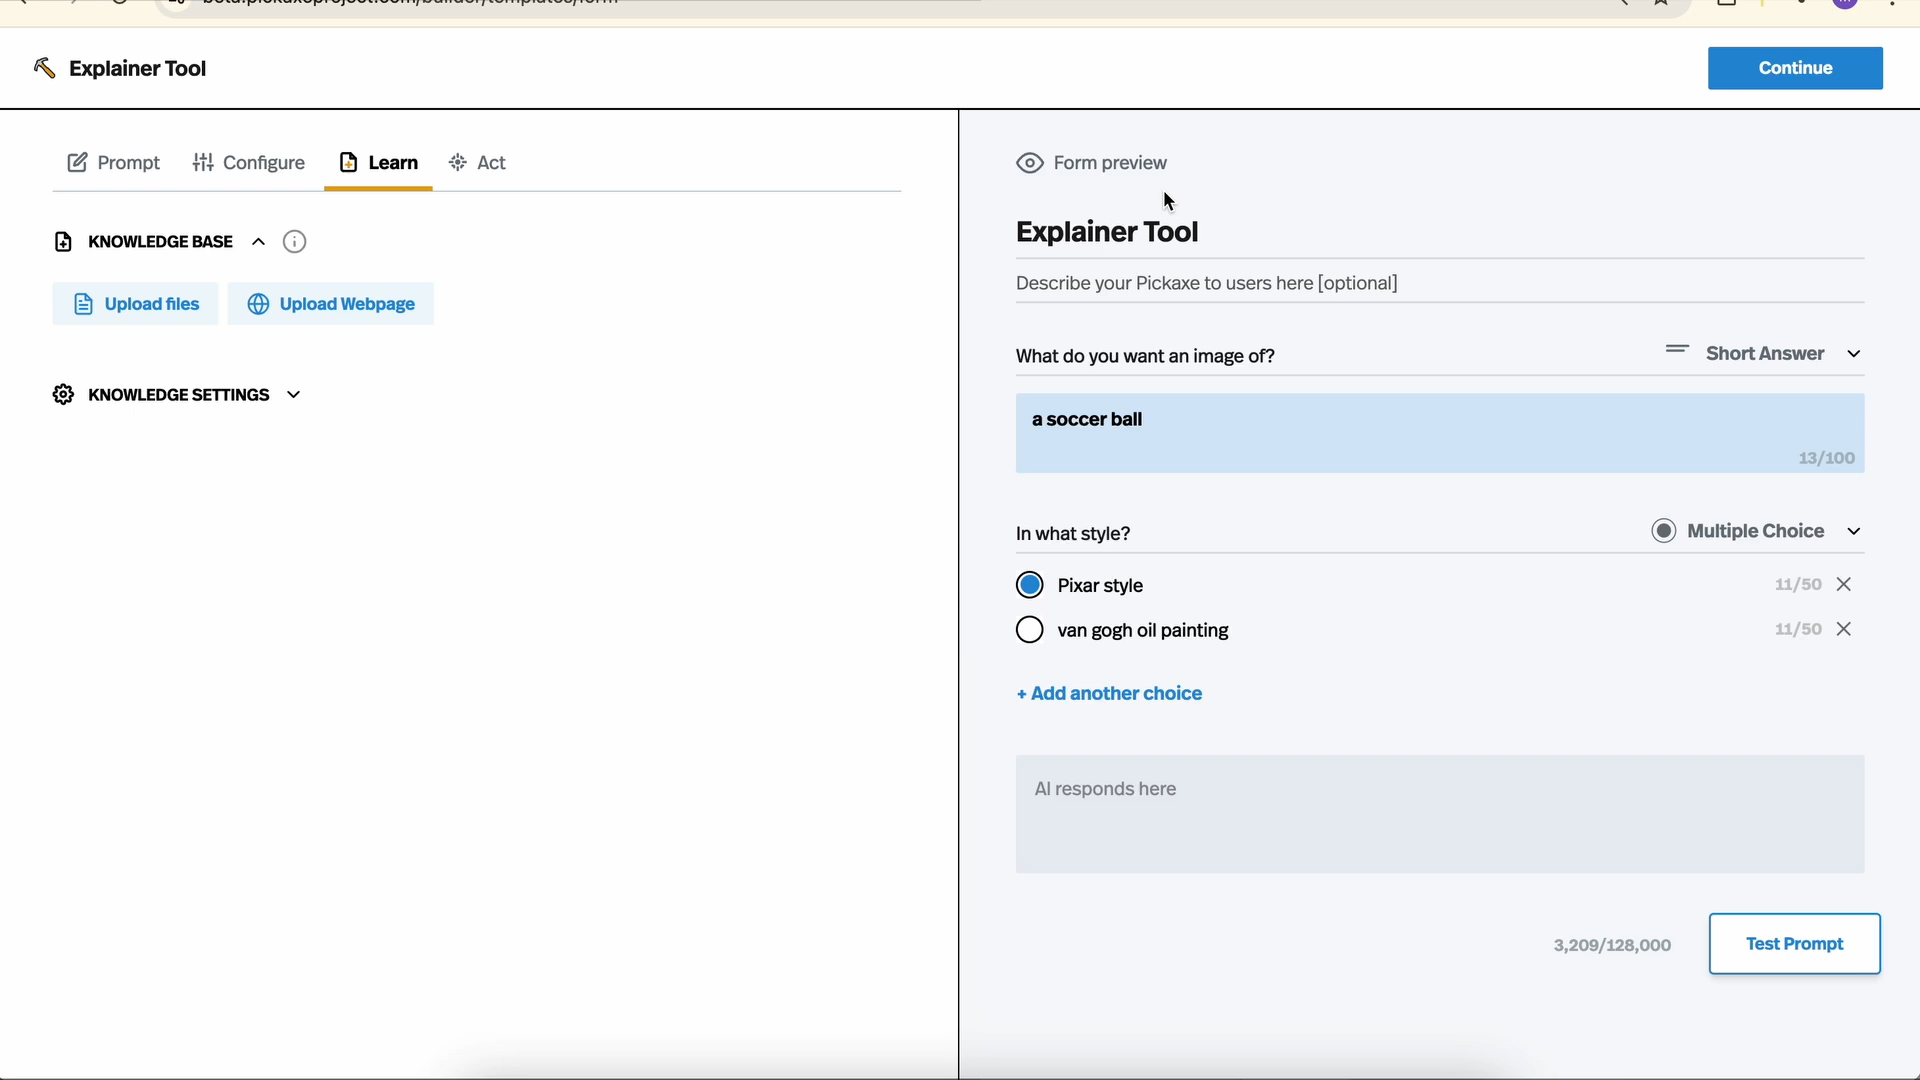 Explainer Tool
Continue
Prompt
Configure
Learn
Act
KNOWLEDGE BASE
Upload files
Upload Webpage
KNOWLEDGE SETTINGS
Form preview
Explainer Tool
Describe your Pickaxe to users here [optional]
What do you want an image of?
Short Answer
a soccer ball
13/100
In what style?
Multiple Choice
Pixar style
11/50
van gogh oil painting
11/50
+ Add another choice
AI responds here
3,209/128,000
Test Prompt